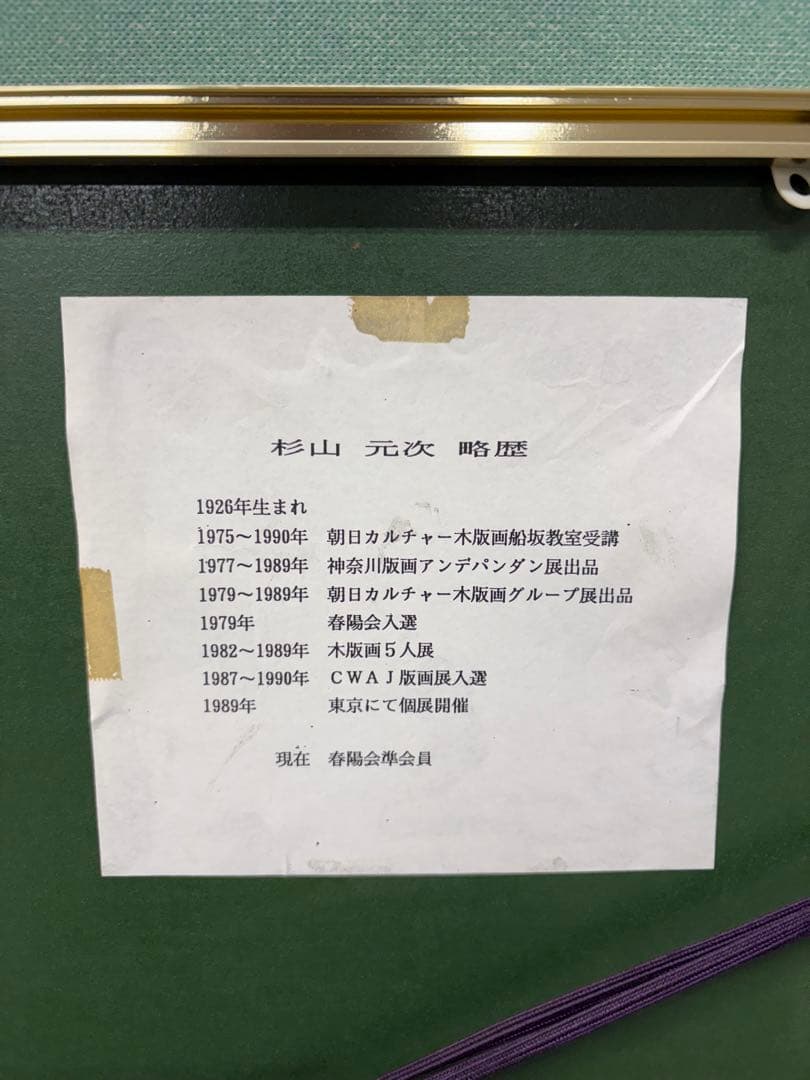 杉山 元次 略歴
1926年生まれ
1975～1990年 朝日カルチャー木版画船坂教室受講
1977～1989年 神奈川版画アンデパンダン展出品
1979～1989年 朝日カルチャー木版画グループ展出品
1979年 春陽会入選
1982～1989年 木版画５人展
1987～1990年 ＣＷＡＪ版画展入選
1989年 東京にて個展開催
現在 春陽会準会員